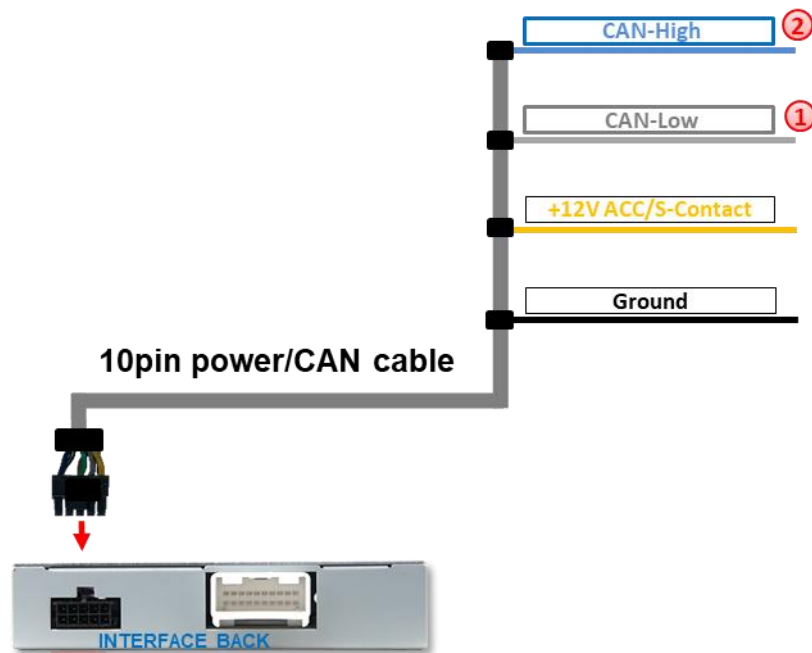 CAN-High
2
CAN-Low
1
+12V ACC/S-Contact
Ground
10pin power/CAN cable
INTERFACE BACK